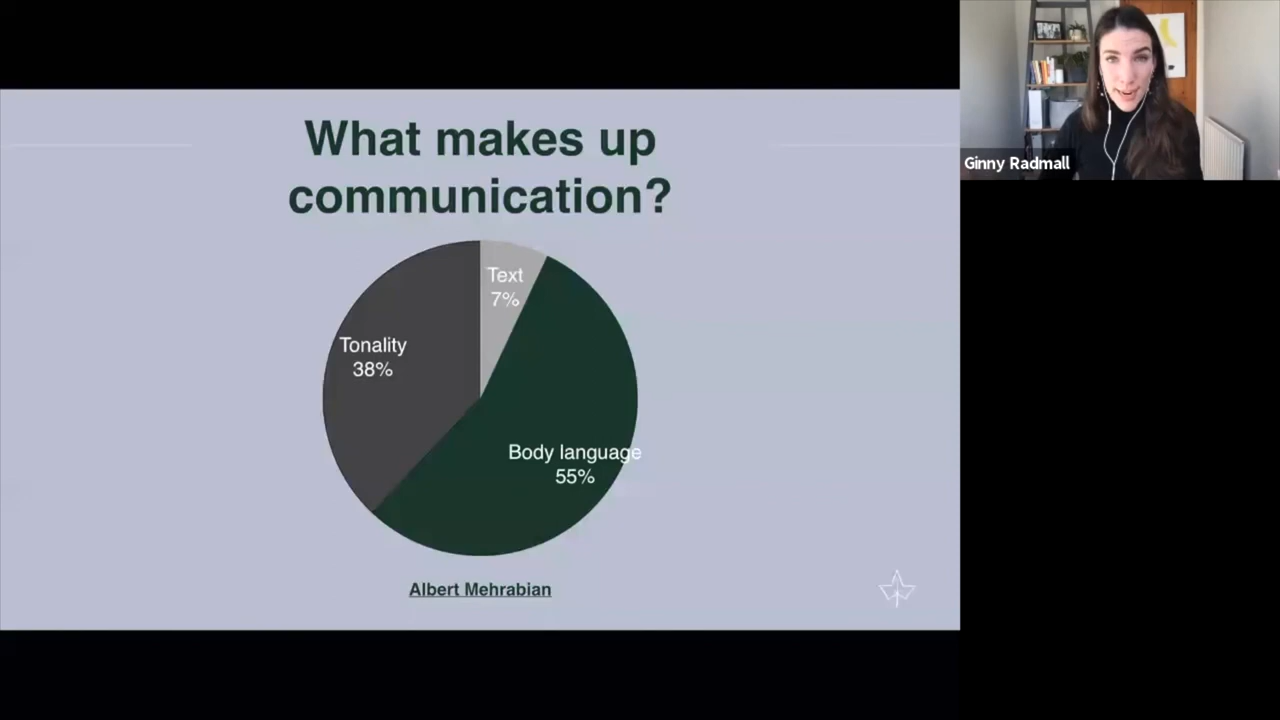 What makes up
communication?
Text
7%
Tonality
38%
Body language
55%
Albert Mehrabian
Ginny Radmall